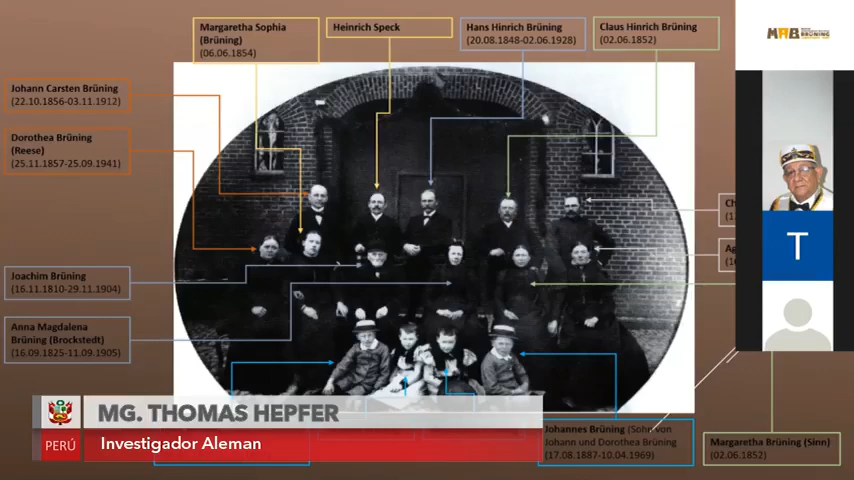 Margaretha Sophia
(Brüning)
(06.06.1854)
Heinrich Speck
Hans Hinrich Brüning
(20.08.1848-02.06.1928)
Claus Hinrich Brüning
(02.06.1852)
MAB
BRÜNING
Johann Carsten Brüning
(22.10.1856-03.11.1912)
Dorothea Brüning
(Reese)
(25.11.1857-25.09.1941)
Joachim Brüning
(16.11.1810-29.11.1904)
Anna Magdalena
Brüning (Brockstedt)
(16.09.1825-11.09.1905)
T
MG. THOMAS HEPFER
PERÚ
Investigador Aleman
Johannes Brüning (Sohn von
Johann und Dorothea Brüning
(17.08.1887-10.04.1969)
Margaretha Brüning (Sinn)
(02.06.1852)